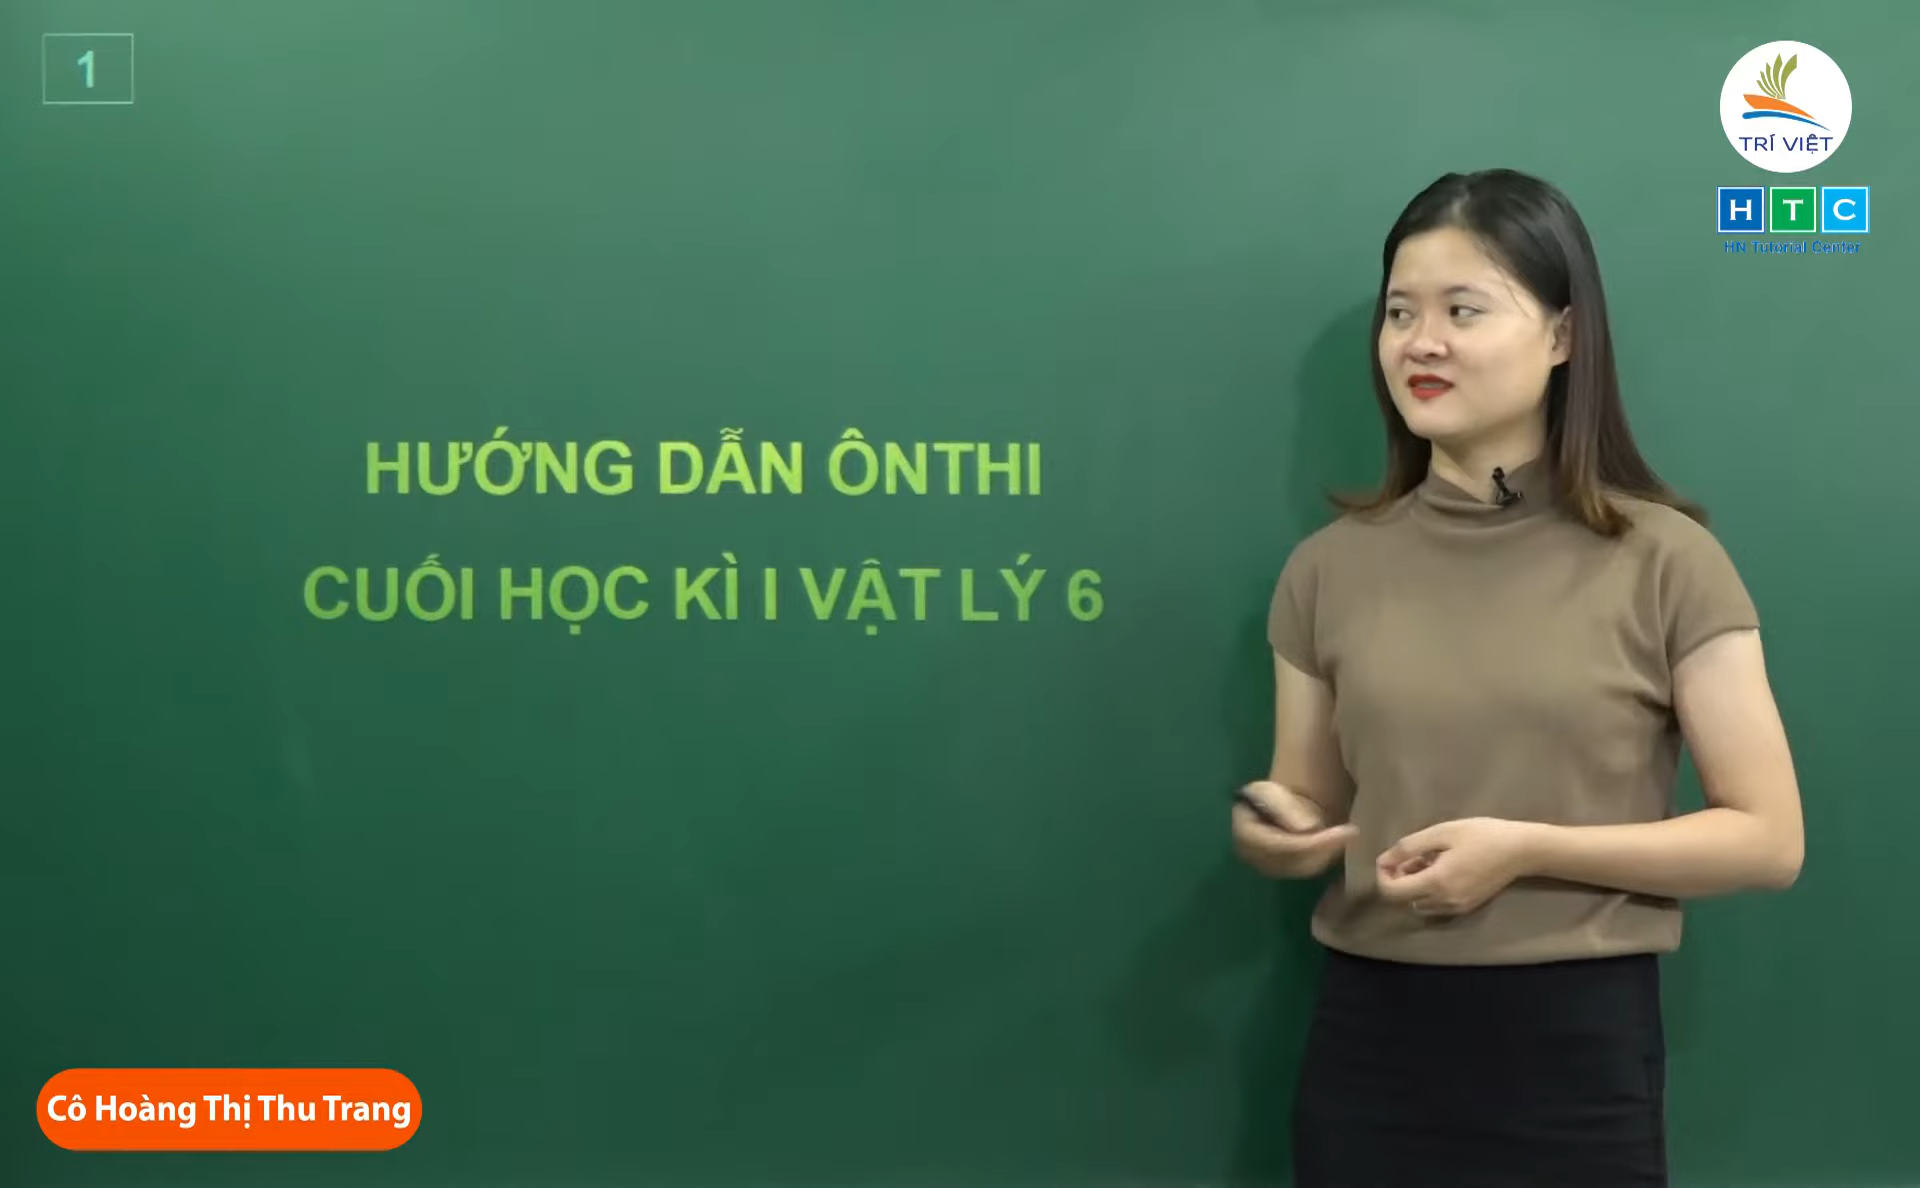 1
TRÍ VIỆT
H T C
HN Tutorial Center
HƯỚNG DẪN ÔNTHI
CUỐI HỌC KÌ I VẬT LÝ 6
Cô Hoàng Thị Thu Trang